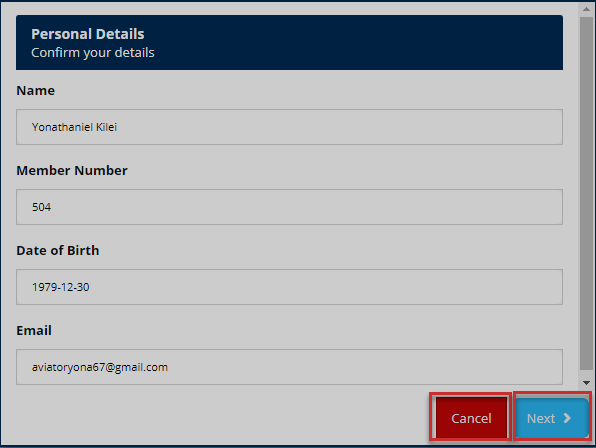 Personal Details
Confirm your details
Name
Yonathaniel Kilei
Member Number
504
Date of Birth
1979-12-30
Email
aviatoryona67@gmail.com
Cancel
Next